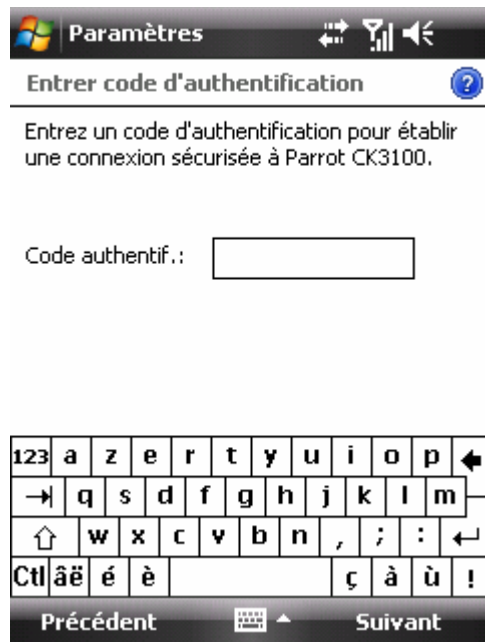 Paramètres
Entrer code d'authentification ?
Entrez un code d'authentification pour établir
une connexion sécurisée à Parrot CK3100.
Code authentif.:
123 a z e r t y u i o p
q s d f g h j k l m
w x c v b n , ; :
Ctl âë é è ç à ù !
Précédent Suivant